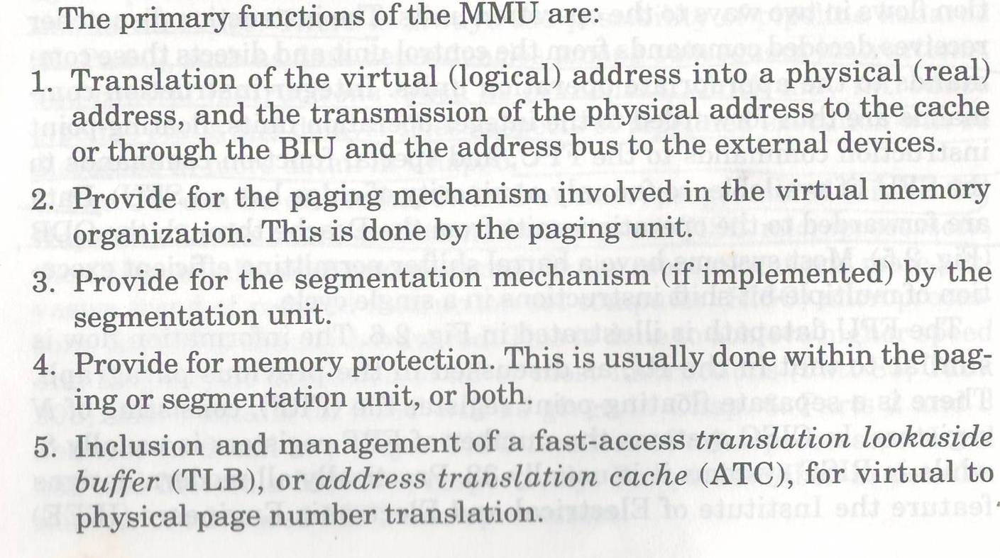 The primary functions of the MMU are:
1. Translation of the virtual (logical) address into a physical (real)
address, and the transmission of the physical address to the cache
or through the BIU and the address bus to the external devices.
2. Provide for the paging mechanism involved in the virtual memory
organization. This is done by the paging unit.
3. Provide for the segmentation mechanism (if implemented) by the
segmentation unit.
4. Provide for memory protection. This is usually done within the pag-
ing or segmentation unit, or both.
5. Inclusion and management of a fast-access translation lookaside
buffer (TLB), or address translation cache (ATC), for virtual to
physical page number translation.